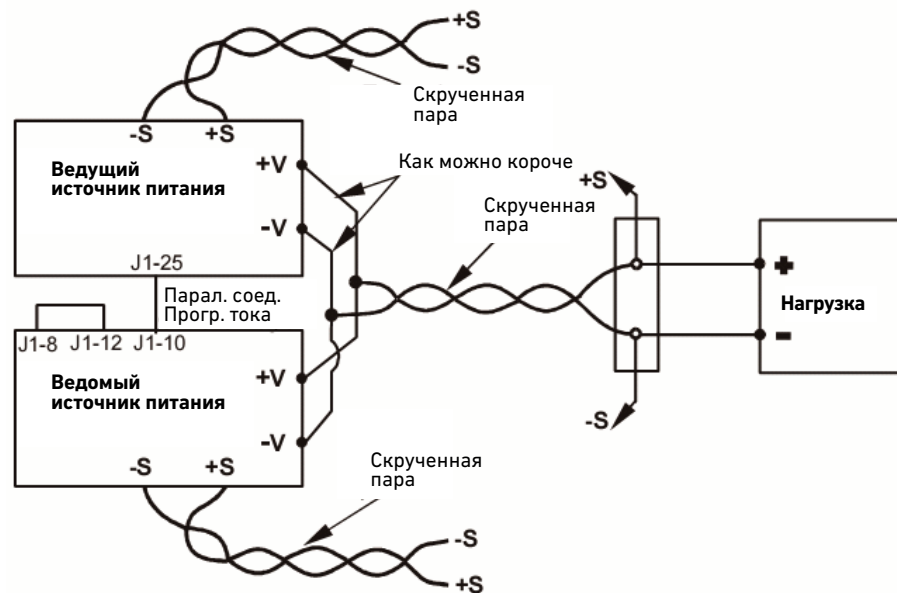 +S
-S
Скрученная
пара
-S +S
Ведущий
источник питания
+V
-V
J1-25
Как можно короче
Скрученная
пара
+S
-S
+
-
Нагрузка
Парал. соед.
Прогр. тока
J1-8 J1-12 J1-10
Ведомый
источник питания
+V
-V
-S +S
Скрученная
пара
-S
+S